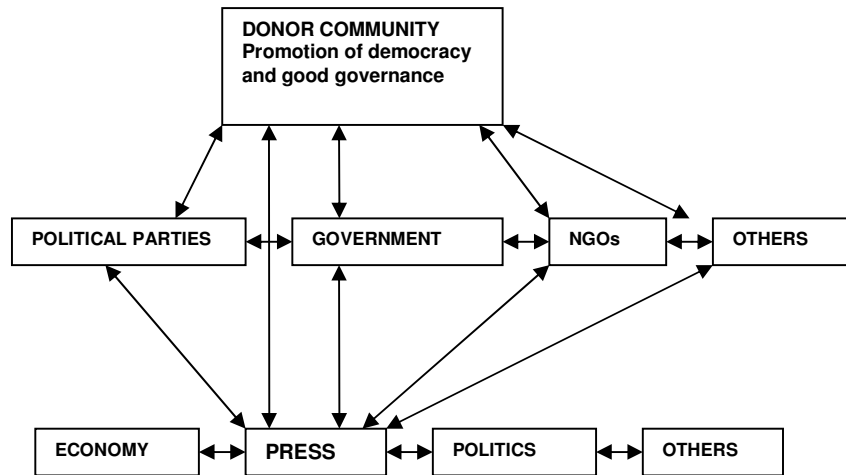 DONOR COMMUNITY
Promotion of democracy
and good governance
POLITICAL PARTIES
GOVERNMENT
NGOs
OTHERS
ECONOMY
PRESS
POLITICS
OTHERS